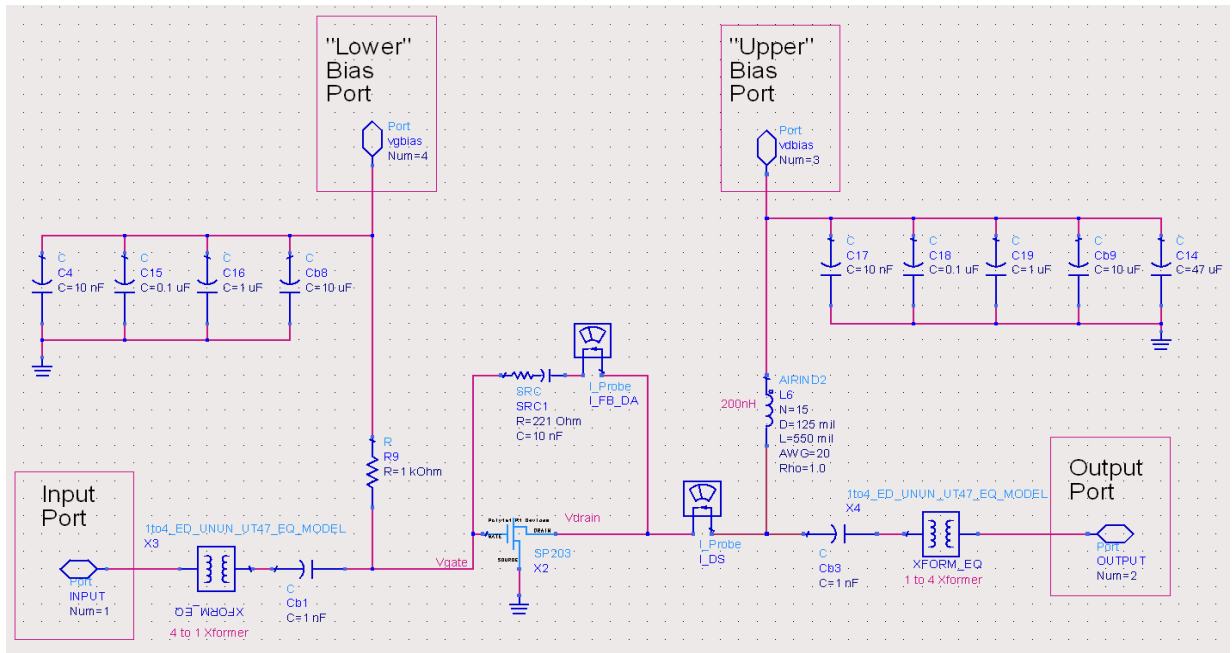 "Lower"
Bias
Port
Port
vgbias
Num=4
"Upper"
Bias
Port
Port
vdbias
Num=3
C
C4
C=10 nF
C
C15
C=0.1 uF
C
C16
C=1 uF
C
Cb8
C=10 uF
C
C17
C=10 nF
C
C18
C=0.1 uF
C
C19
C=1 uF
C
Cb9
C=10 uF
C
C14
C=47 uF
I_Probe
I_FB_DA
SRC
SRC1
R=221 Ohm
C=10 nF
R
R9
R=1 kOhm
200nH
AIRIND2
L6
N=15
D=125 mil
L=550 mil
AWG=20
Rho=1.0
Input
Port
Port
INPUT
Num=1
1to4_ED_UNUN_UT47_EQ_MODEL
X3
XFORM_EQ
4 to 1 Xformer
C
Cb1
C=1 nF
Vgate
GATE
DRAIN
SOURCE
SP203
X2
Vdrain
I_Probe
I_DS
C
Cb3
C=1 nF
1to4_ED_UNUN_UT47_EQ_MODEL
X4
XFORM_EQ
1 to 4 Xformer
Output
Port
Port
OUTPUT
Num=2